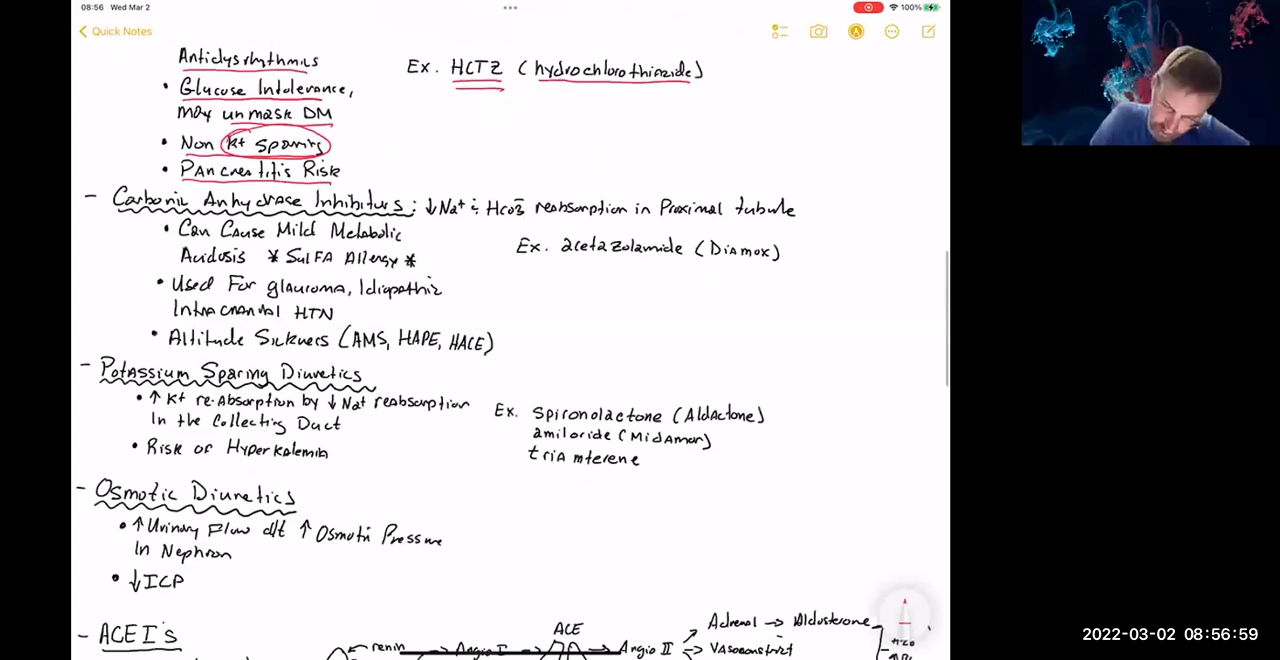 08:56 Wed Mar 2
100%
Quick Notes
Antidysrhythmics
Ex. HCTZ (hydrochlorothiazide)
• Glucose Intolerance,
may unmask DM
• Non K+ Sparing
• Pancreatitis Risk
- Carbonic Anhydrase Inhibitors: ↓Na+ & HCO3 reabsorption in Proximal tubule
• Can Cause Mild Metabolic
Acidosis * Sulfa Allergy *
Ex. acetazolamide (Diamox)
• Used For glaucoma, Idiopathic
Intracranial HTN
• Altitude Sickness (AMS, HAPE, HACE)
- Potassium Sparing Diuretics
• ↑ K+ re-Absorption by ↓ Na+ reabsorption
In the Collecting Duct
Ex. Spironolactone (Aldactone)
amiloride (Midamor)
triamterene
• Risk of Hyperkalemia
- Osmotic Diuretics
• ↑ Urinary Flow d/t ↑ Osmotic Pressure
In Nephron
• ↓ ICP
- ACEI's
renin → Angio I → ACE → Angio II
Adrenal → Aldosterone
→ Vasoconstrict
2022-03-02 08:56:59